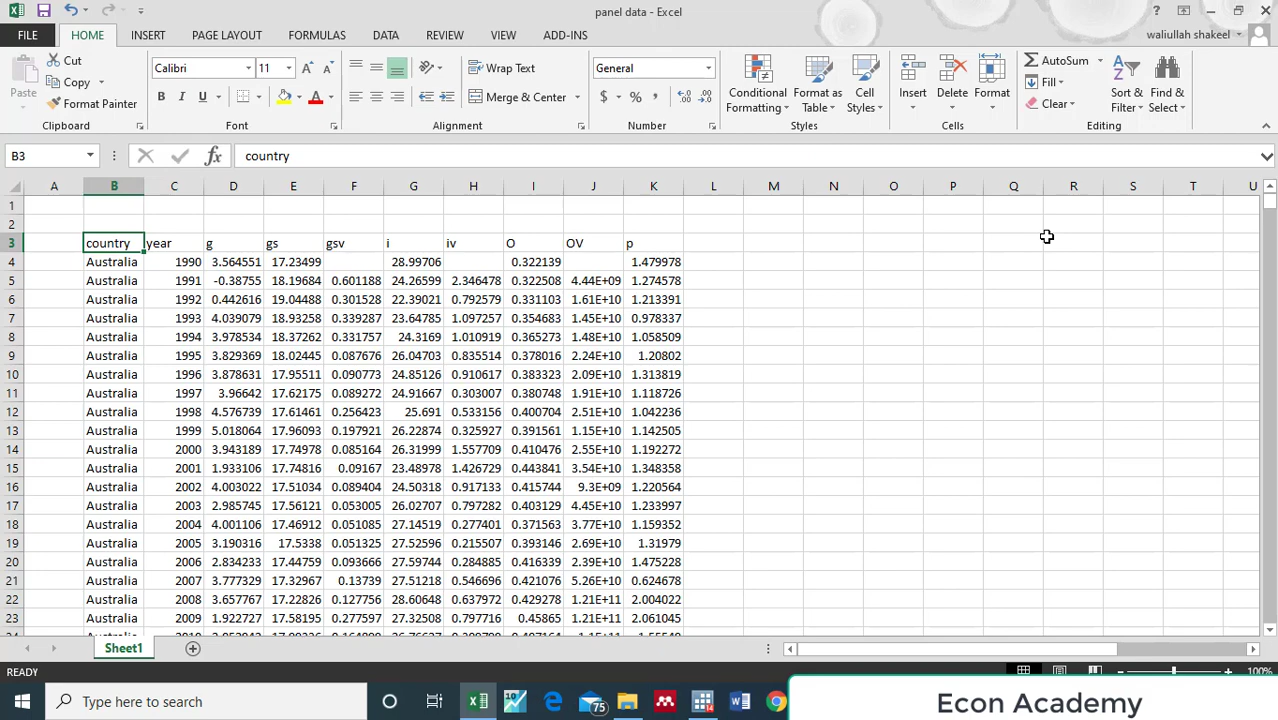 panel data - Excel
FILE HOME INSERT PAGE LAYOUT FORMULAS DATA REVIEW VIEW ADD-INS waliullah shakeel
Cut Calibri 11 Wrap Text General AutoSum
Copy Fill
Paste Format Painter Merge & Center $ % , Conditional Formatting Format as Table Cell Styles Insert Delete Format Clear Sort & Filter Find & Select
Clipboard Font Alignment Number Styles Cells Editing
B3 fx country
A B C D E F G H I J K L M N O P Q R S T U
1
2
3 country year g gs gsv i iv O OV p
4 Australia 1990 3.564551 17.23499 28.99706 0.322139 1.479978
5 Australia 1991 -0.38755 18.19684 0.601188 24.26599 2.346478 0.322508 4.44E+09 1.274578
6 Australia 1992 0.442616 19.04488 0.301528 22.39021 0.792579 0.331103 1.61E+10 1.213391
7 Australia 1993 4.039079 18.93258 0.339287 23.64785 1.097257 0.354683 1.45E+10 0.978337
8 Australia 1994 3.978534 18.37262 0.331757 24.3169 1.010919 0.365273 1.48E+10 1.058509
9 Australia 1995 3.829369 18.02445 0.087676 26.04703 0.835514 0.378016 2.24E+10 1.20802
10 Australia 1996 3.878631 17.95511 0.090773 24.85126 0.910617 0.383323 2.09E+10 1.313819
11 Australia 1997 3.96642 17.62175 0.089272 24.91667 0.303007 0.380748 1.91E+10 1.118726
12 Australia 1998 4.576739 17.61461 0.256423 25.691 0.533156 0.400704 2.51E+10 1.042236
13 Australia 1999 5.018064 17.96093 0.197921 26.22874 0.325927 0.391561 1.15E+10 1.142505
14 Australia 2000 3.943189 17.74978 0.085164 26.31999 1.557709 0.410476 2.55E+10 1.192272
15 Australia 2001 1.933106 17.74816 0.09167 23.48978 1.426729 0.443841 3.54E+10 1.348358
16 Australia 2002 4.003022 17.51034 0.089404 24.50318 0.917133 0.415744 9.3E+09 1.220564
17 Australia 2003 2.985745 17.56121 0.053005 26.02707 0.797282 0.403129 4.45E+10 1.233997
18 Australia 2004 4.001106 17.46912 0.051085 27.14519 0.277401 0.371563 3.77E+10 1.159352
19 Australia 2005 3.190316 17.5338 0.051325 27.52596 0.215507 0.393146 2.69E+10 1.31979
20 Australia 2006 2.834233 17.44759 0.093666 27.59744 0.284885 0.416339 2.39E+10 1.475228
21 Australia 2007 3.777329 17.32967 0.13739 27.51218 0.546696 0.421076 5.26E+10 0.624678
22 Australia 2008 3.657767 17.22826 0.127756 28.60648 0.637972 0.429278 1.21E+11 2.004022
23 Australia 2009 1.922727 17.58195 0.277597 27.32508 0.797716 0.45865 1.21E+11 2.061045
Sheet1
READY 100%
Type here to search 75
Econ Academy